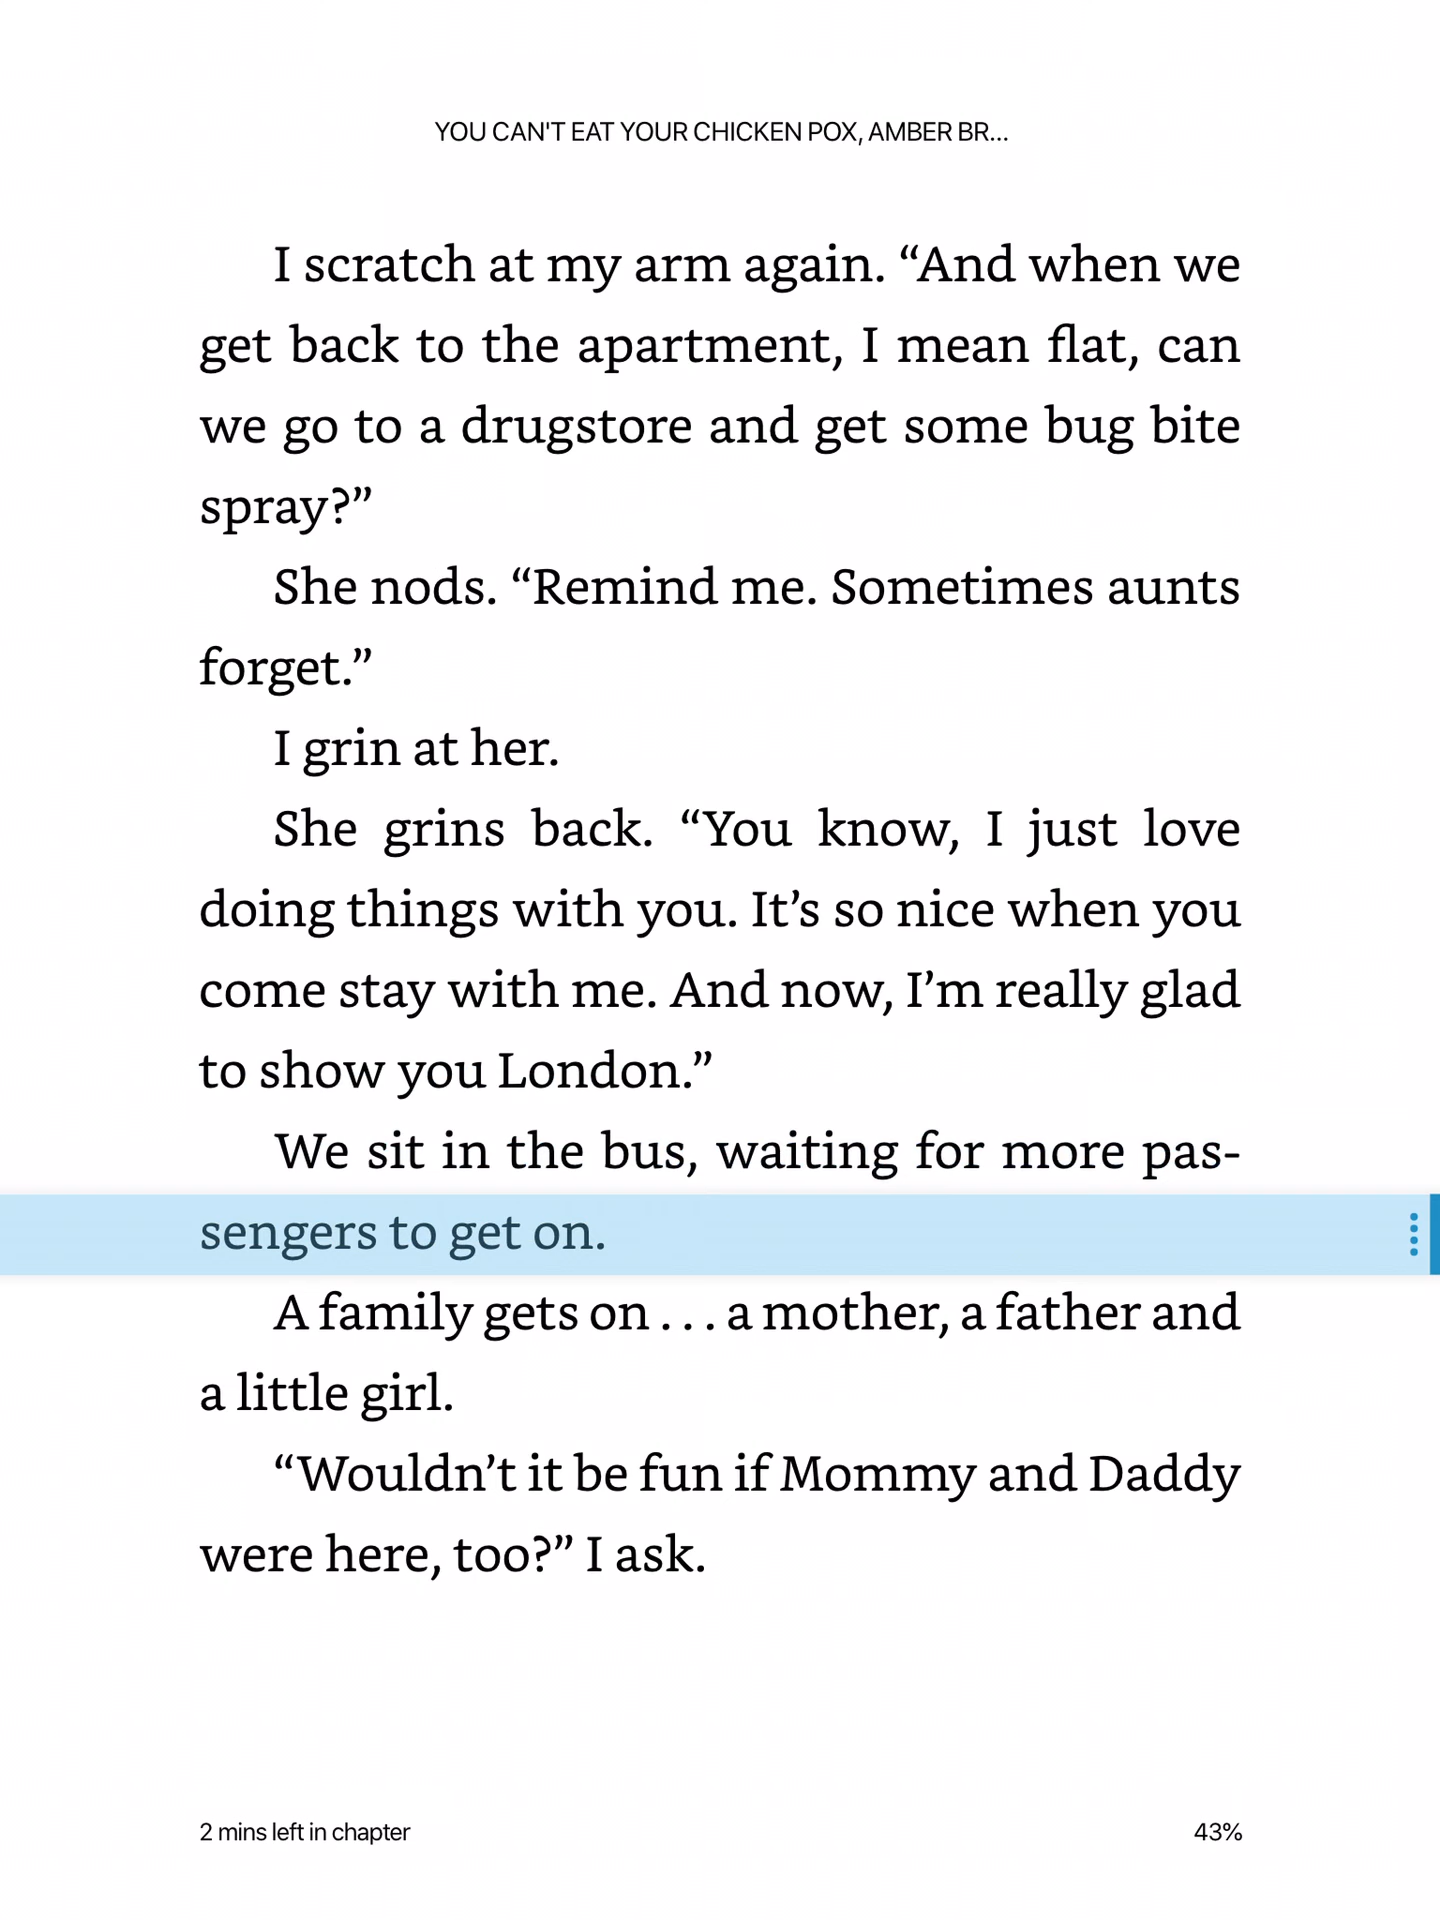 YOU CAN'T EAT YOUR CHICKEN POX, AMBER BR...
I scratch at my arm again. “And when we
get back to the apartment, I mean flat, can
we go to a drugstore and get some bug bite
spray?”
She nods. “Remind me. Sometimes aunts
forget.”
I grin at her.
She grins back. “You know, I just love
doing things with you. It’s so nice when you
come stay with me. And now, I’m really glad
to show you London.”
We sit in the bus, waiting for more pas-
sengers to get on.
A family gets on . . . a mother, a father and
a little girl.
“Wouldn’t it be fun if Mommy and Daddy
were here, too?” I ask.
2 mins left in chapter
43%